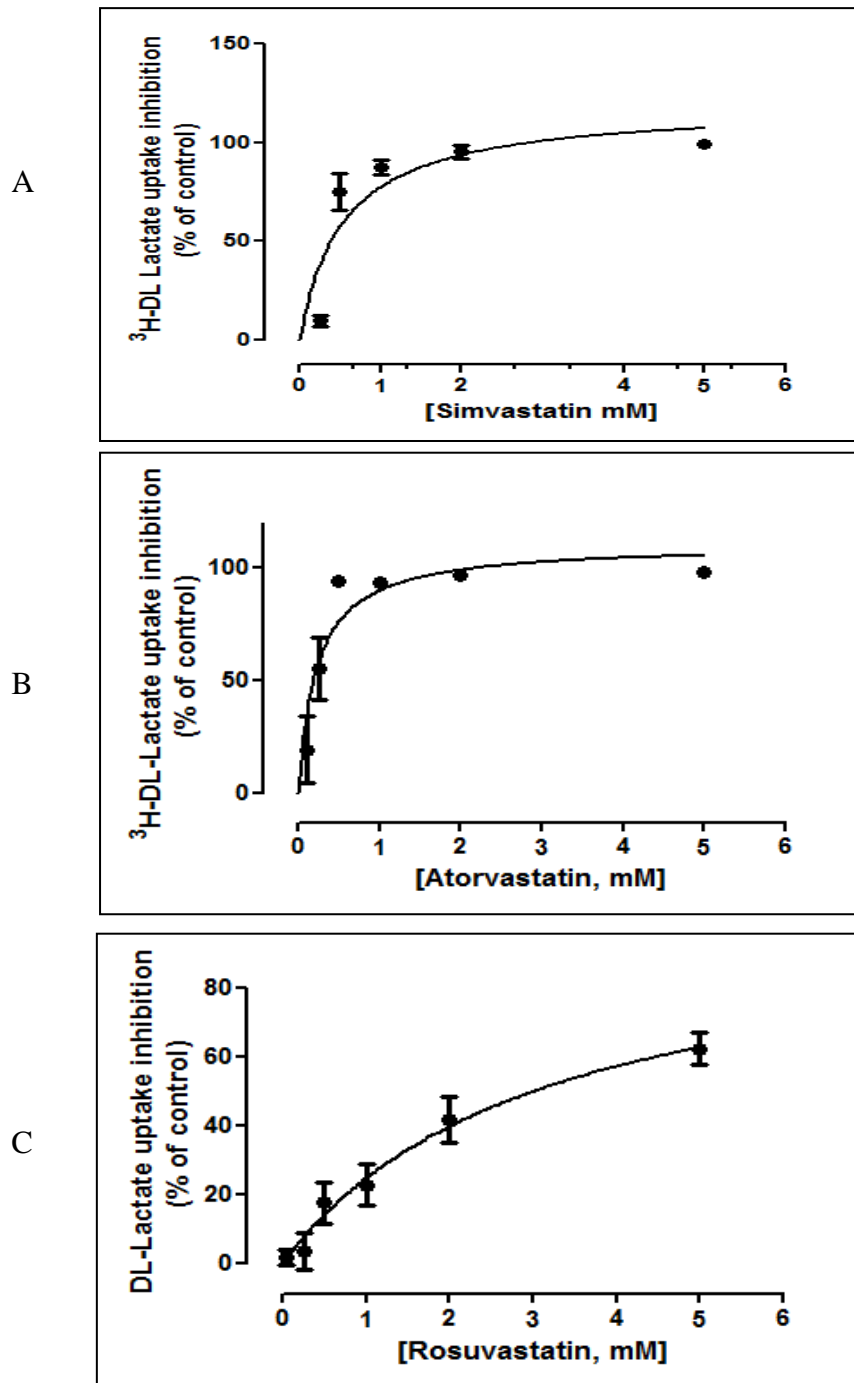 A
³H-DL Lactate uptake inhibition
(% of control)
150
100
50
0
0 1 2 4 5 6
[Simvastatin mM]
B
³H-DL-Lactate uptake inhibition
(% of control)
100
50
0
0 1 2 3 4 5 6
[Atorvastatin, mM]
C
DL-Lactate uptake inhibition
(% of control)
80
60
40
20
0
0 1 2 3 4 5 6
[Rosuvastatin, mM]